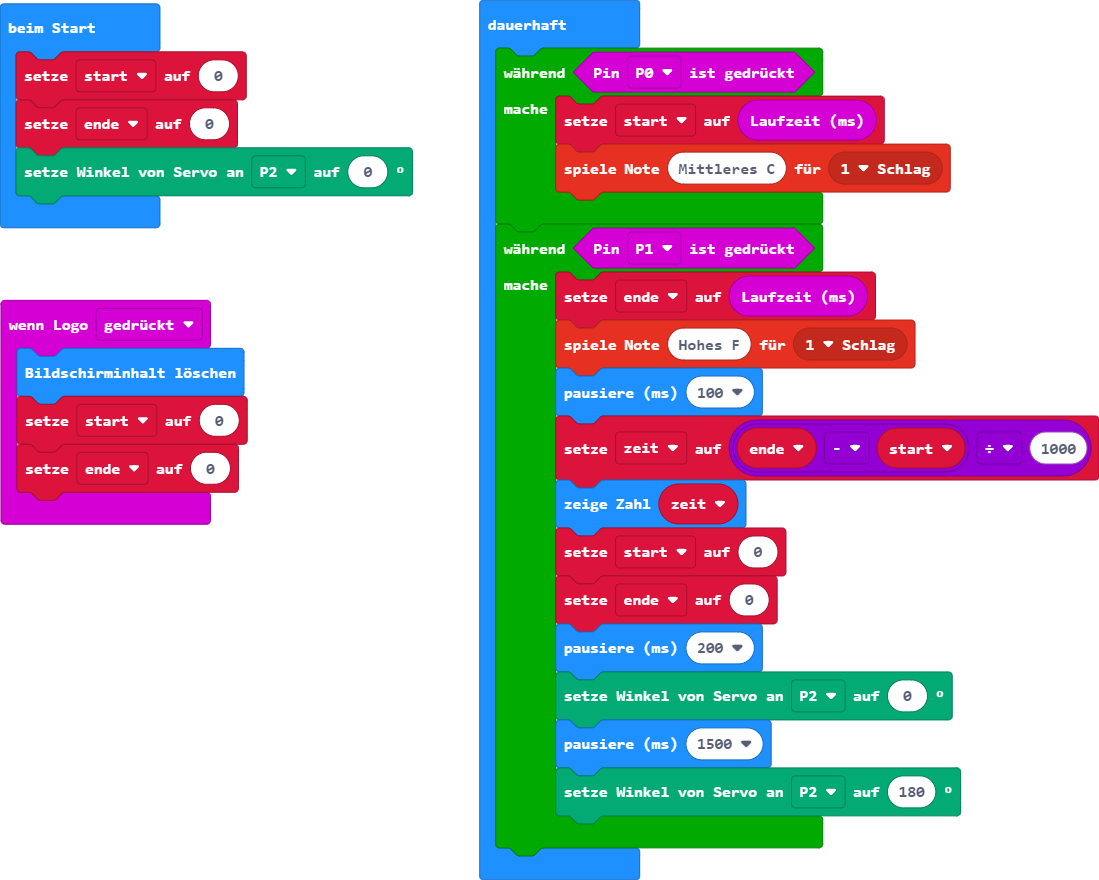 beim Start
setze start auf 0
setze ende auf 0
setze Winkel von Servo an P2 auf 0 °
wenn Logo gedrückt
Bildschirminhalt löschen
setze start auf 0
setze ende auf 0
dauerhaft
während Pin P0 ist gedrückt
mache
setze start auf Laufzeit (ms)
spiele Note Mittleres C für 1 Schlag
während Pin P1 ist gedrückt
mache
setze ende auf Laufzeit (ms)
spiele Note Hohes F für 1 Schlag
pausiere (ms) 100
setze zeit auf ende - start ÷ 1000
zeige Zahl zeit
setze start auf 0
setze ende auf 0
pausiere (ms) 200
setze Winkel von Servo an P2 auf 0 °
pausiere (ms) 1500
setze Winkel von Servo an P2 auf 180 °